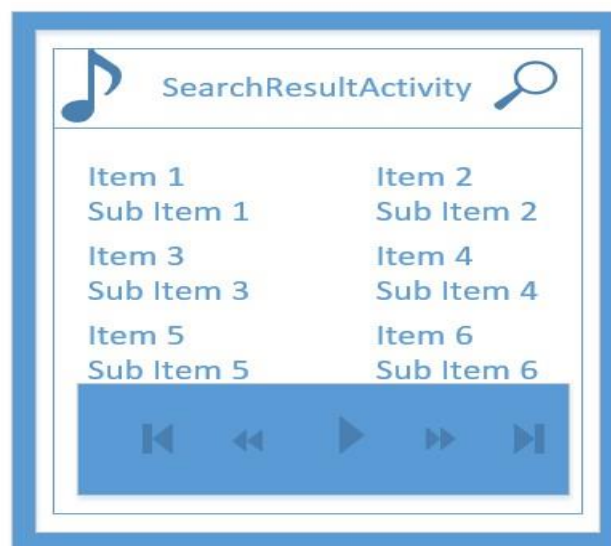 SearchResultActivity
Item 1 Item 2
Sub Item 1 Sub Item 2
Item 3 Item 4
Sub Item 3 Sub Item 4
Item 5 Item 6
Sub Item 5 Sub Item 6